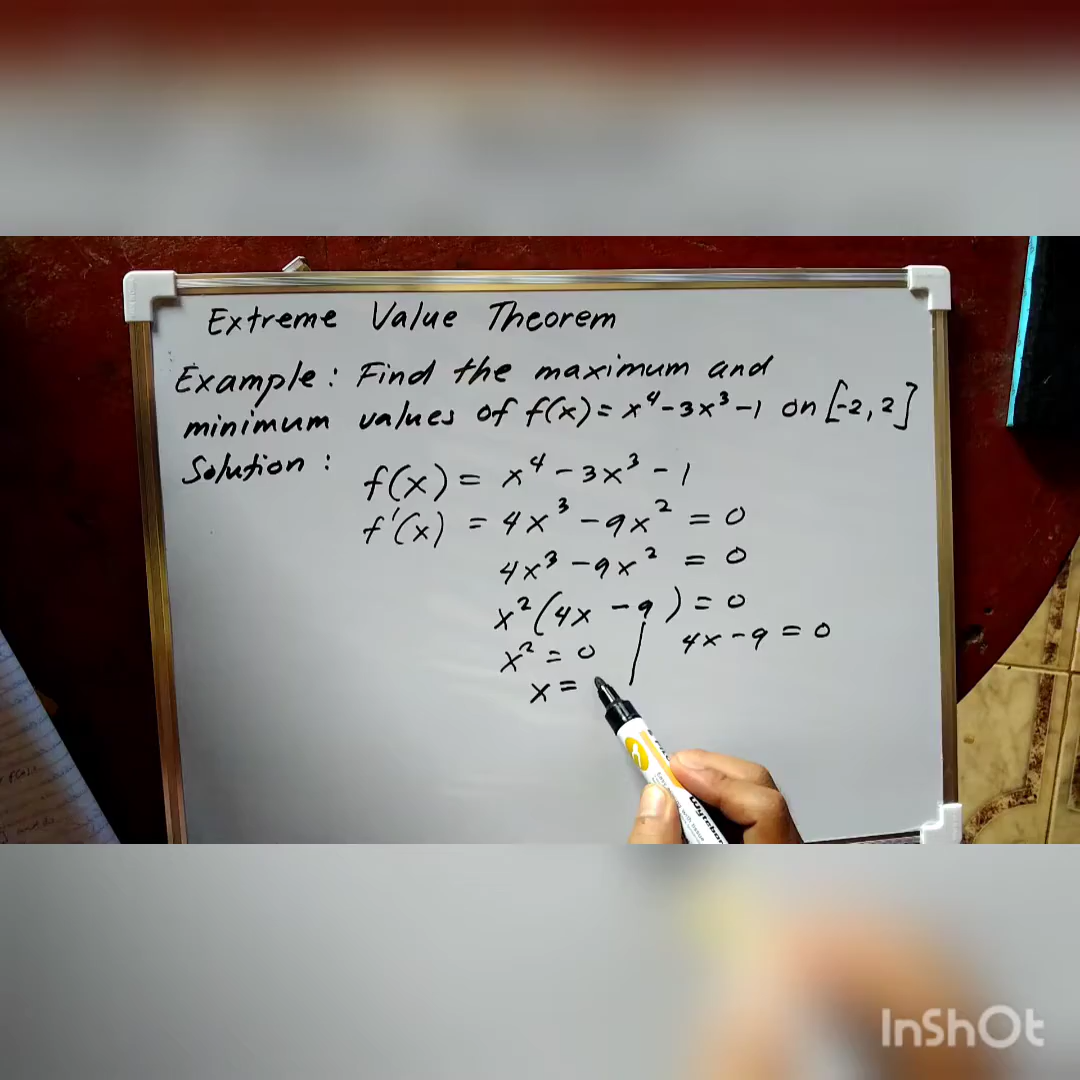 Extreme Value Theorem
Example: Find the maximum and
minimum values of f(x) = x⁴ - 3x³ - 1 on [-2, 2]
Solution:
f(x) = x⁴ - 3x³ - 1
f'(x) = 4x³ - 9x² = 0
4x³ - 9x² = 0
x² (4x - 9) = 0
x² = 0 / 4x - 9 = 0
x =
Wytebor
InShOt